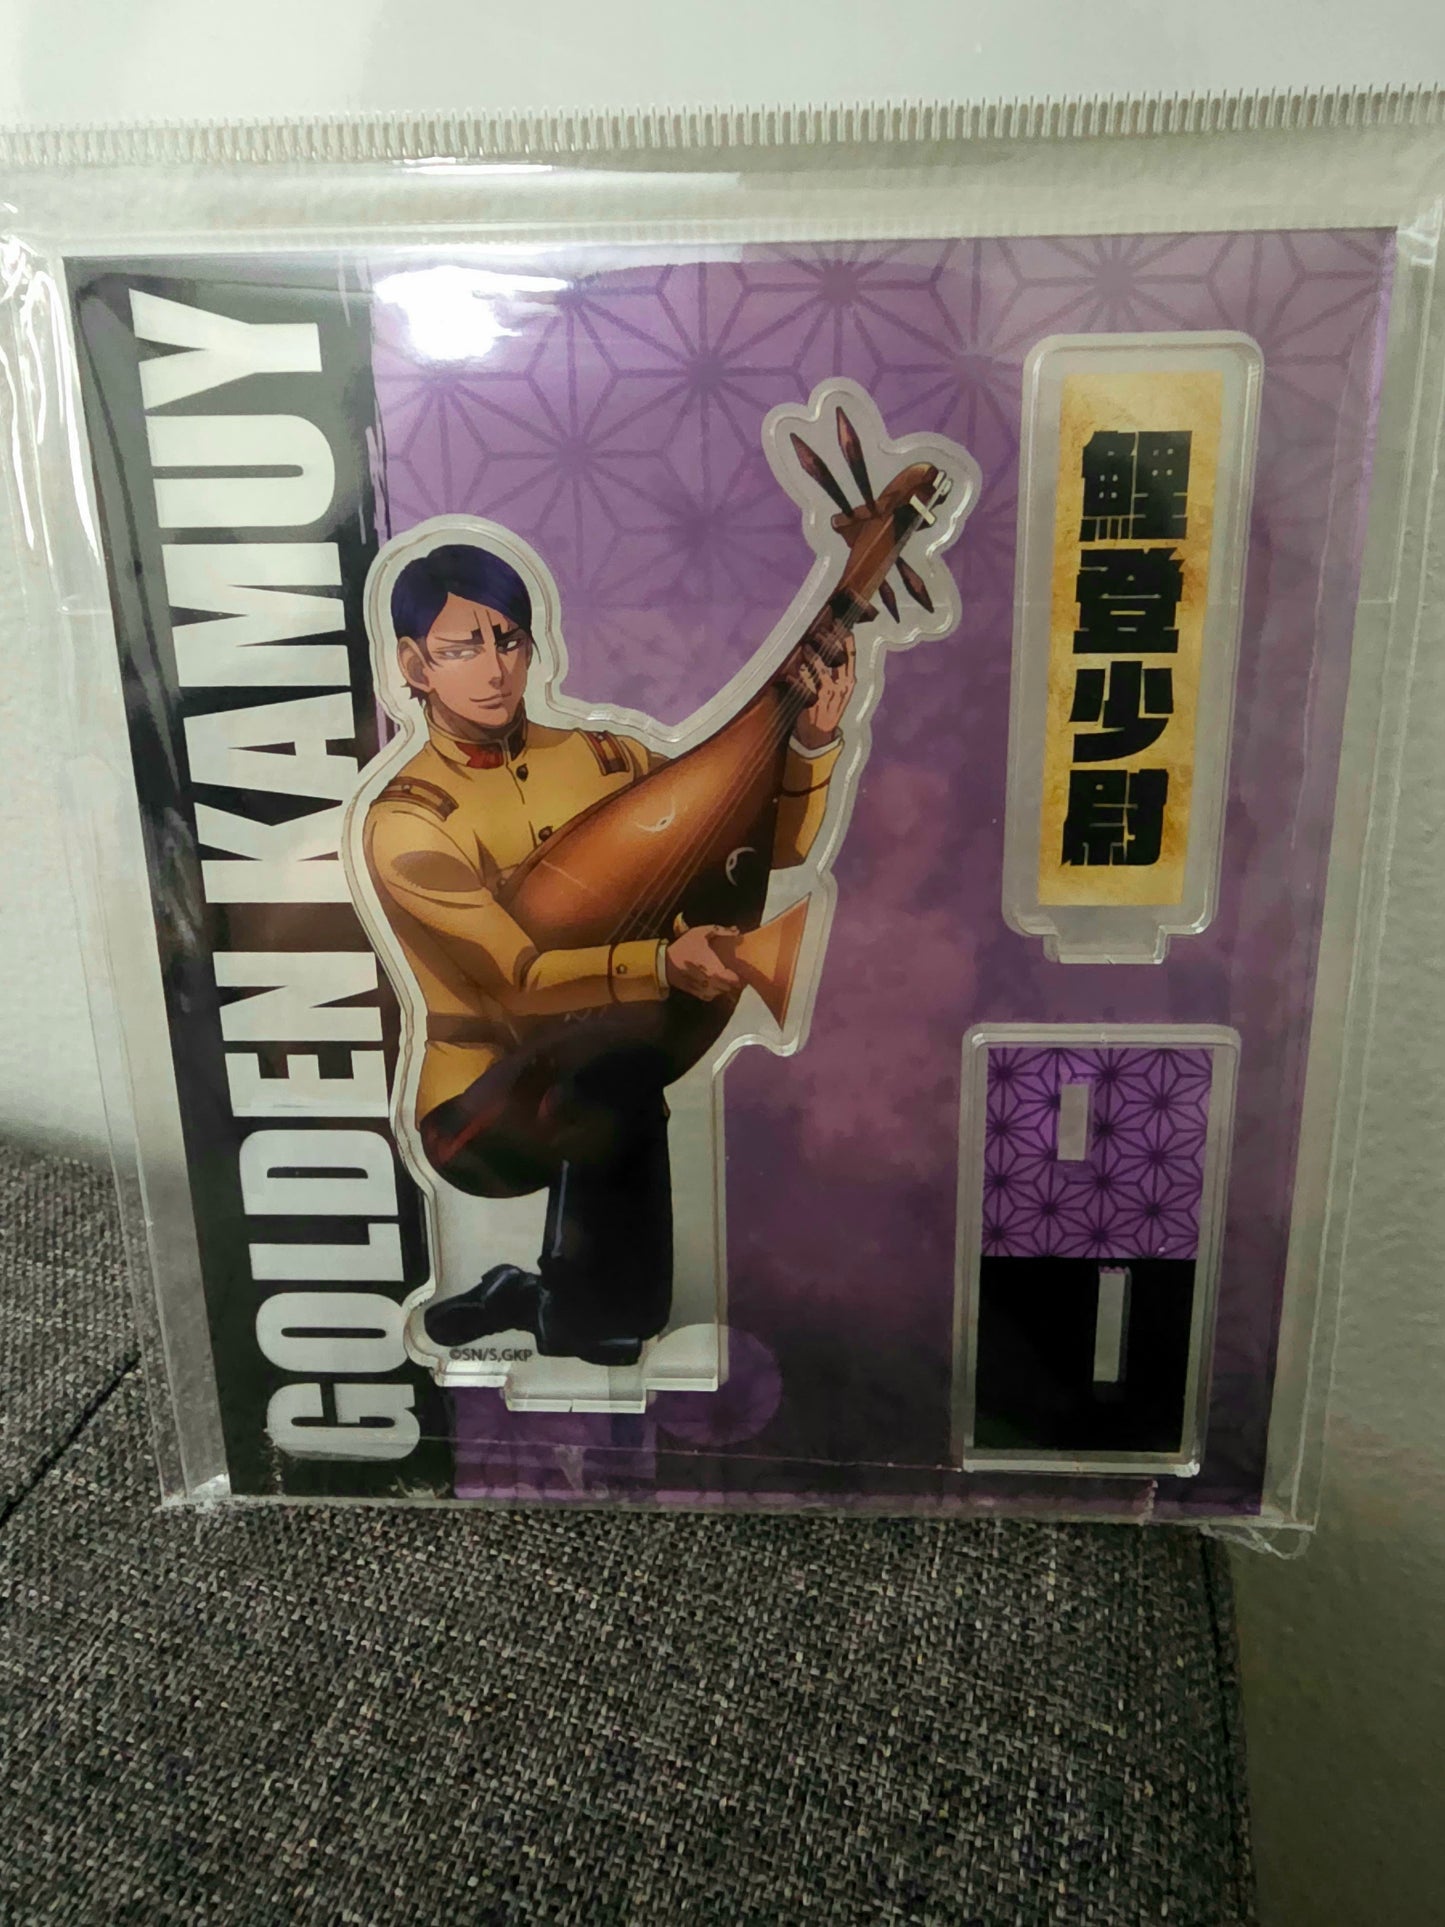 GOLDEN KAMUY
鯉登少尉
©SN/S,GKP